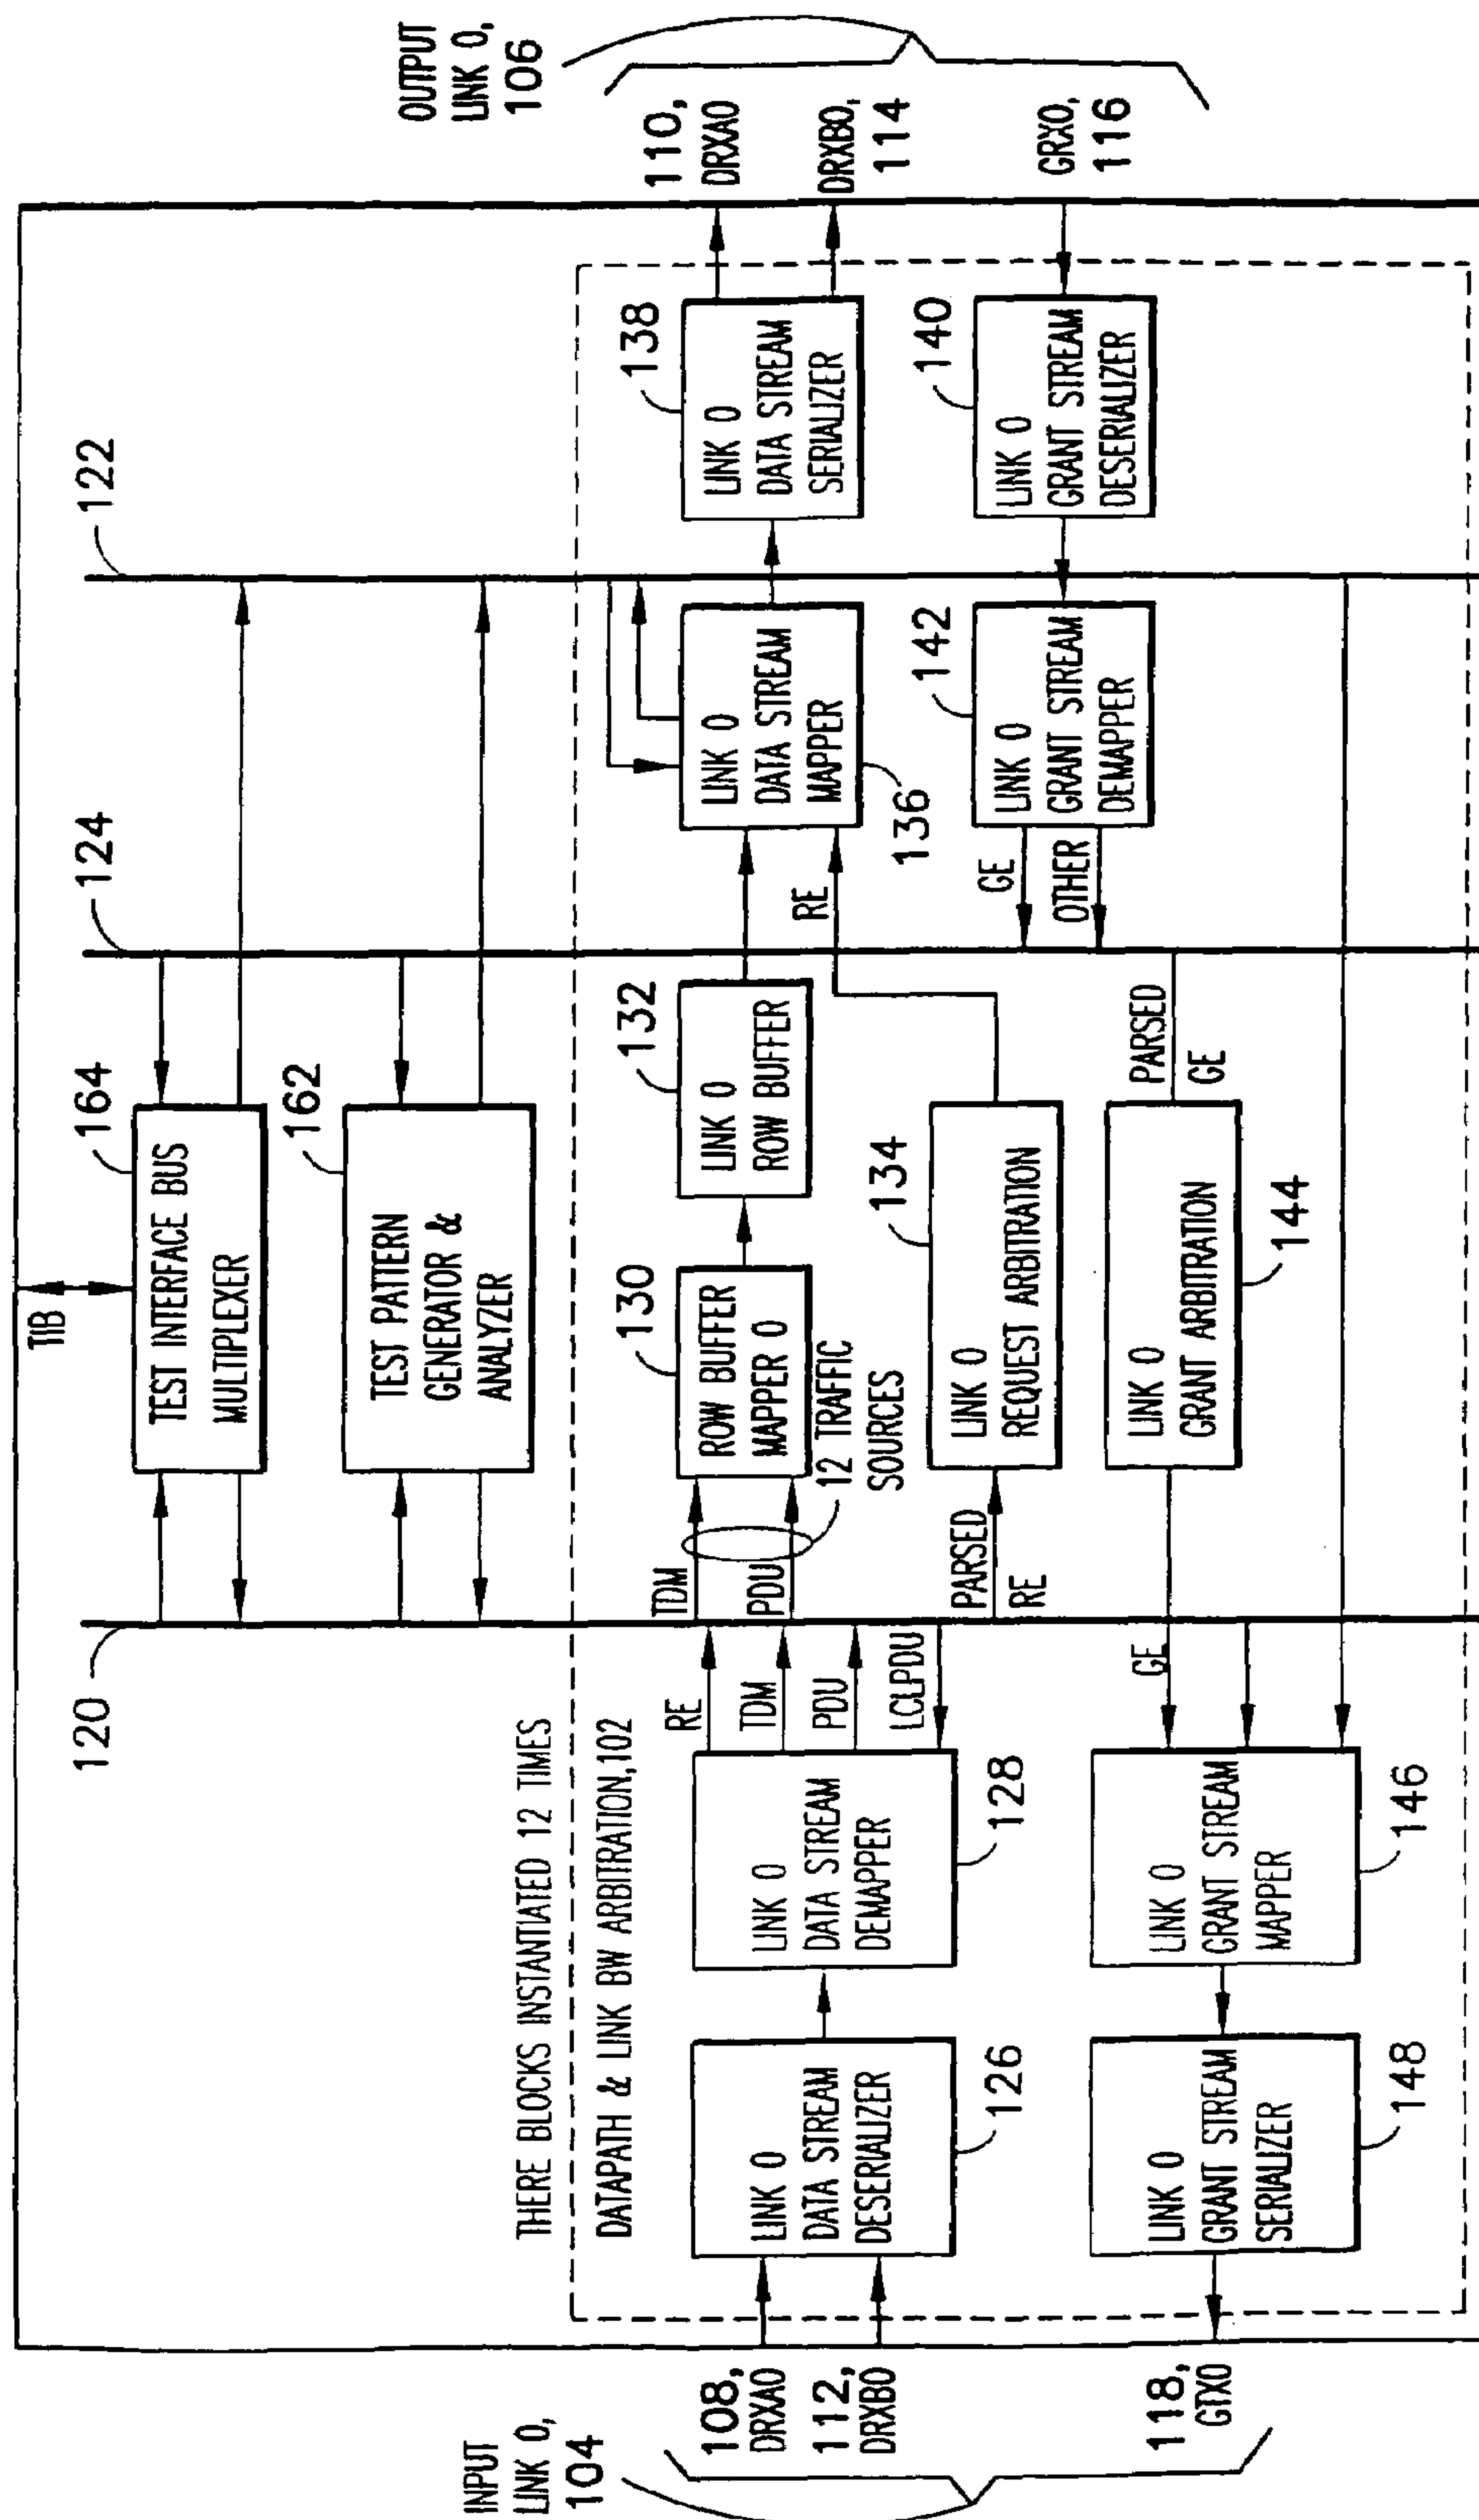 INPUT
LINK 0,
104
108,
DRXA0
112,
DRXB0
118,
GTX0
THERE BLOCKS INSTANTIATED 12 TIMES
DATAPATH & LINK BW ARBITRATION,102
120
TIB
164
TEST INTERFACE BUS
MULTIPLEXER
162
TEST PATTERN
GENERATOR &
ANALYZER
124
122
LINK 0
DATA STREAM
DESERIALIZER
126
LINK 0
DATA STREAM
DEMAPPER
128
RE
TDM
PDU
LCLPDU
TDM
PDU
12 TRAFFIC
SOURCES
130
ROW BUFFER
MAPPER 0
132
LINK 0
ROW BUFFER
PARSED
RE
134
LINK 0
REQUEST ARBITRATION
RE
LINK 0
DATA STREAM
MAPPER
136
138
LINK 0
DATA STREAM
SERIALIZER
LINK 0
GRANT STREAM
SERIALIZER
148
LINK 0
GRANT STREAM
MAPPER
146
GE
LINK 0
GRANT ARBITRATION
144
PARSED
GE
GE
OTHER
142
LINK 0
GRANT STREAM
DEMAPPER
140
LINK 0
GRANT STREAM
DESERIALIZER
OUTPUT
LINK 0,
106
110,
DRXA0
DRXB0,
114
GRX0,
116